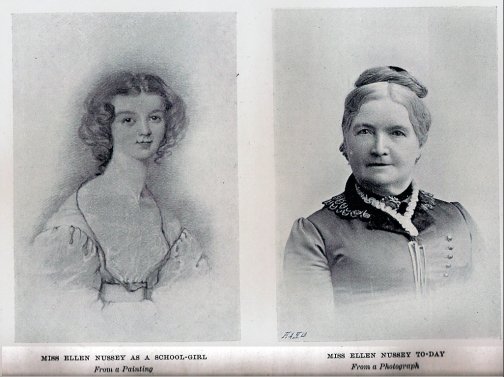 MISS ELLEN NUSSEY AS A SCHOOL-GIRL
From a Painting
MISS ELLEN NUSSEY TO-DAY
From a Photograph